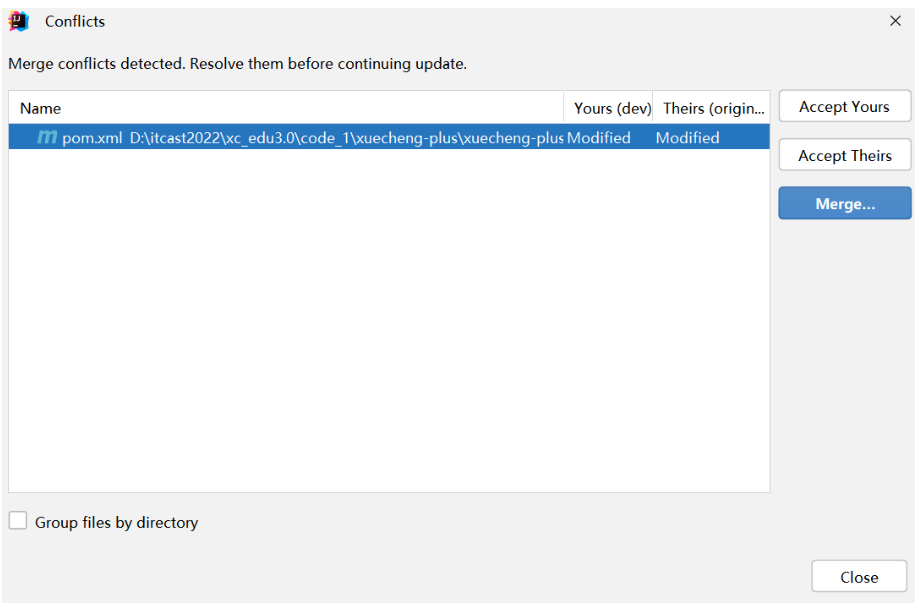 Conflicts
Merge conflicts detected. Resolve them before continuing update.
Name Yours (dev) Theirs (origin...
pom.xml D:\itcast2022\xc_edu3.0\code_1\xuecheng-plus\xuecheng-plus Modified Modified
Accept Yours
Accept Theirs
Merge...
Group files by directory
Close